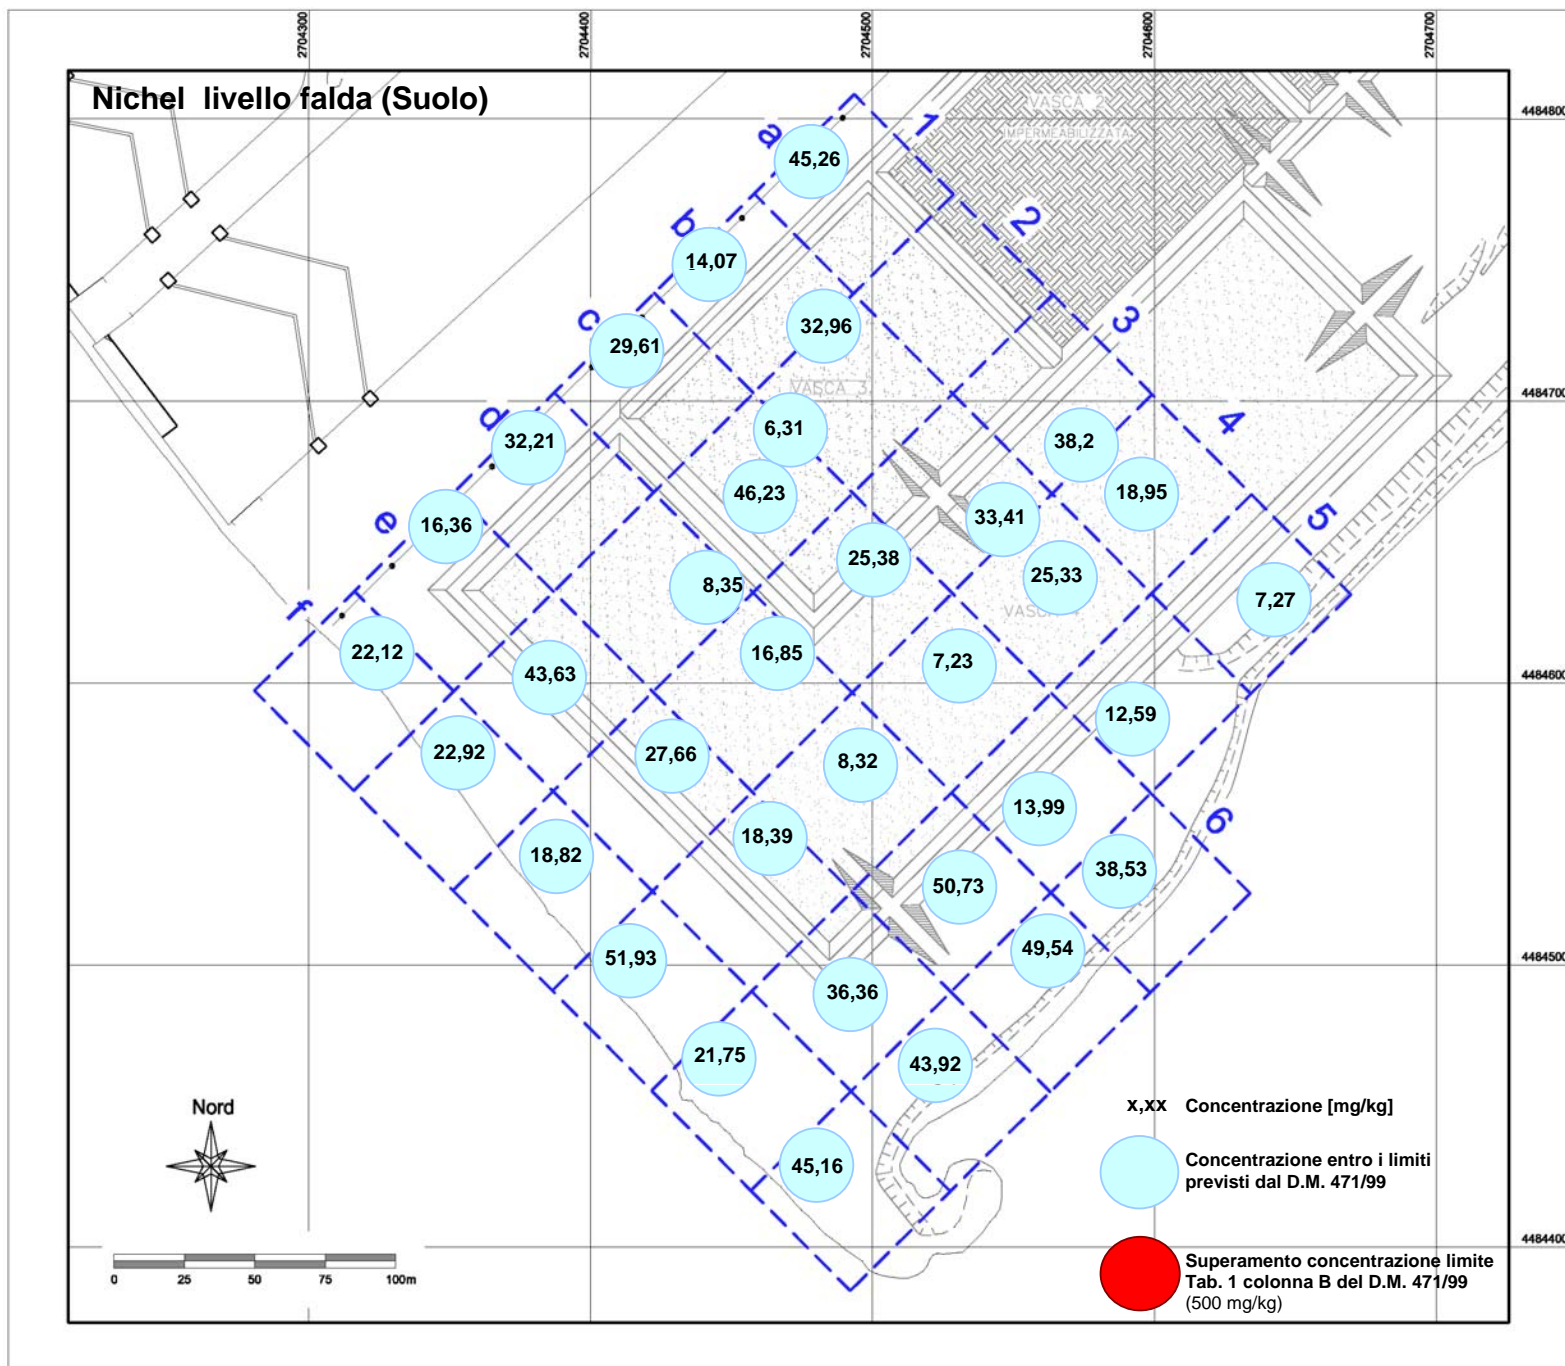 2704300
2704400
2704500
2704600
2704700
Nichel livello falda (Suolo)
VASCA 2
IMPERMEABILIZZATA
4484800
a
1
45,26
b
2
14,07
c
3
29,61
32,96
VASCA 3
4484700
d
4
32,21
6,31
38,2
46,23
18,95
e
5
16,36
33,41
25,38
25,33
8,35
7,27
VASCA
f
22,12
16,85
7,23
43,63
4484600
12,59
22,92
27,66
8,32
13,99
6
18,39
18,82
38,53
50,73
49,54
51,93
4484500
36,36
21,75
43,92
Nord
x,xx Concentrazione [mg/kg]
45,16
Concentrazione entro i limiti
previsti dal D.M. 471/99
4484400
Superamento concentrazione limite
Tab. 1 colonna B del D.M. 471/99
(500 mg/kg)
0 25 50 75 100m